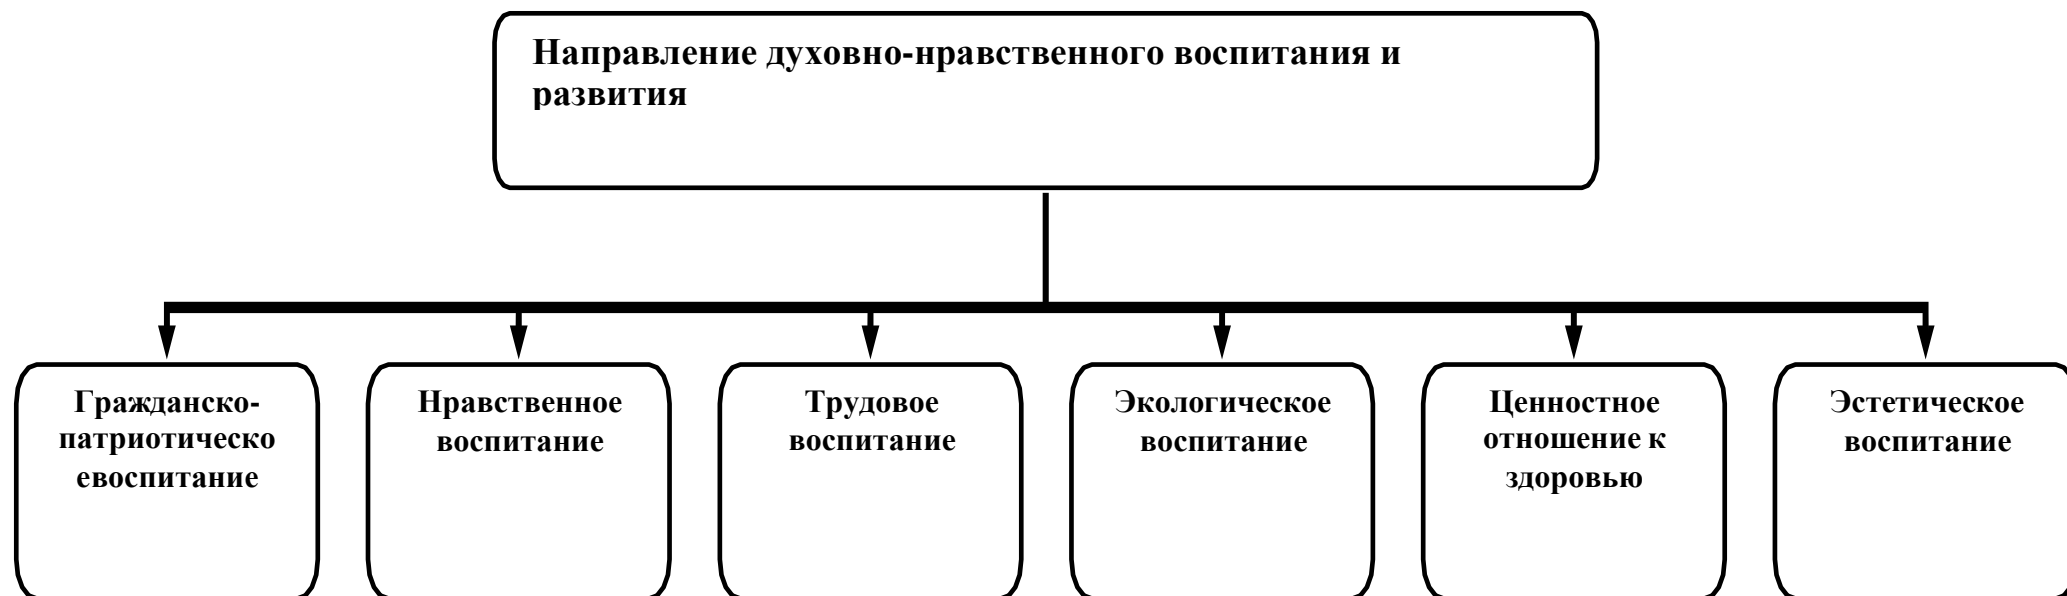 Направление духовно-нравственного воспитания и
развития
Гражданско-
патриотическо
евоспитание
Нравственное
воспитание
Трудовое
воспитание
Экологическое
воспитание
Ценностное
отношение к
здоровью
Эстетическое
воспитание